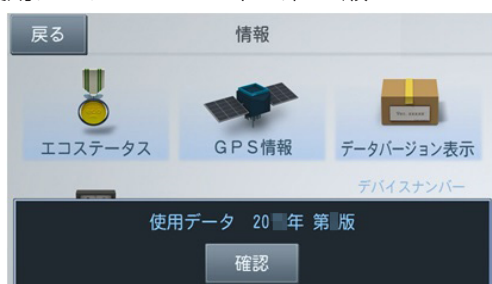 戻る
情報
エコステータス
GPS情報
データバージョン表示
デバイスナンバー
使用データ 20 年 第 版
確認